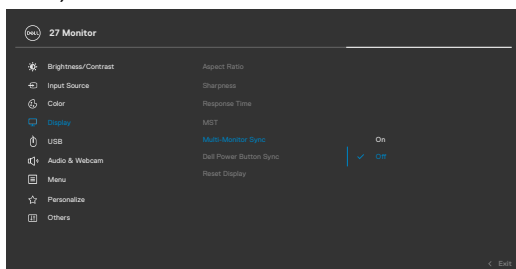 DELL 27 Monitor
Brightness/Contrast Aspect Ratio
Input Source Sharpness
Color Response Time
Display MST
USB Multi-Monitor Sync On
Audio & Webcam Dell Power Button Sync Off
Menu Reset Display
Personalize
Others
Exit